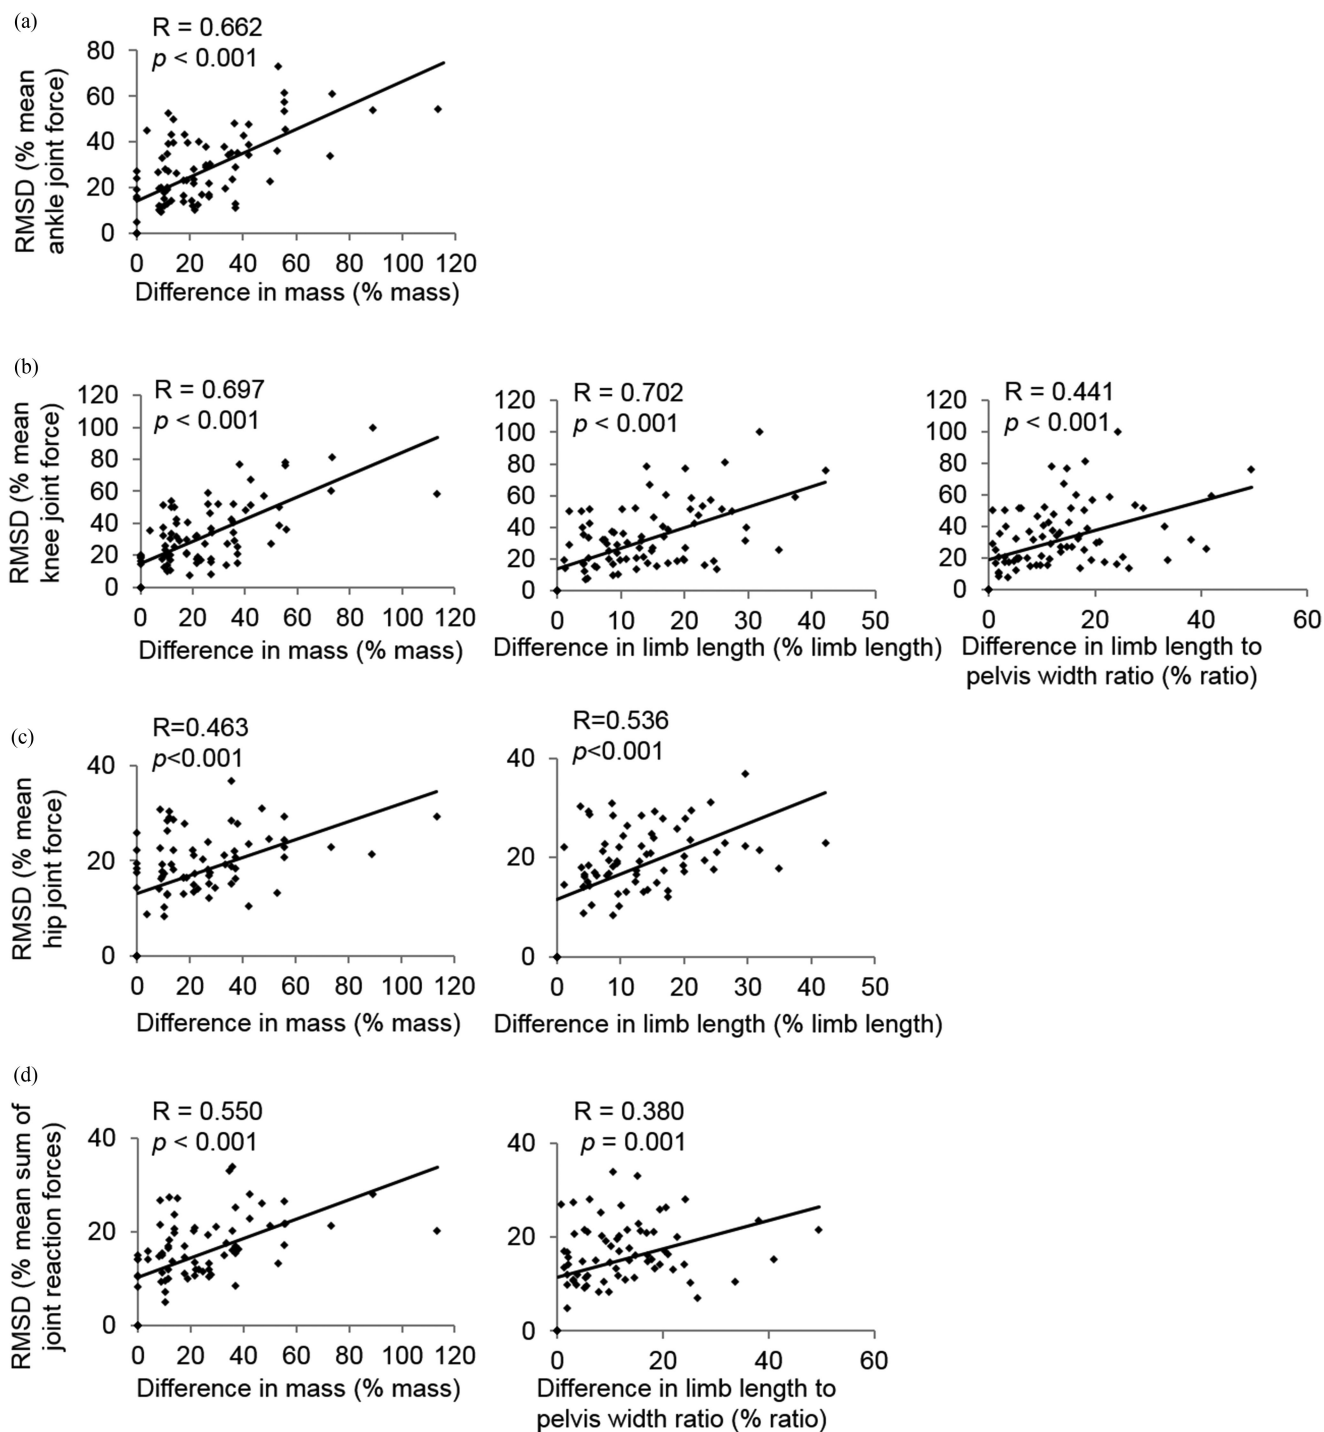 (a)
R = 0.662
p < 0.001
RMSD (% mean
ankle joint force)
80
60
40
20
0
0 20 40 60 80 100 120
Difference in mass (% mass)
(b)
R = 0.697
p < 0.001
RMSD (% mean
knee joint force)
120
100
80
60
40
20
0
0 20 40 60 80 100 120
Difference in mass (% mass)
R = 0.702
p < 0.001
120
100
80
60
40
20
0
0 10 20 30 40 50
Difference in limb length (% limb length)
R = 0.441
p < 0.001
120
100
80
60
40
20
0
0 20 40 60
Difference in limb length to
pelvis width ratio (% ratio)
(c)
R=0.463
p<0.001
RMSD (% mean
hip joint force)
40
20
0
0 20 40 60 80 100 120
Difference in mass (% mass)
R=0.536
p<0.001
40
20
0
0 10 20 30 40 50
Difference in limb length (% limb length)
(d)
R = 0.550
p < 0.001
RMSD (% mean sum of
joint reaction forces)
40
20
0
0 20 40 60 80 100 120
Difference in mass (% mass)
R = 0.380
p = 0.001
40
20
0
0 20 40 60
Difference in limb length to
pelvis width ratio (% ratio)